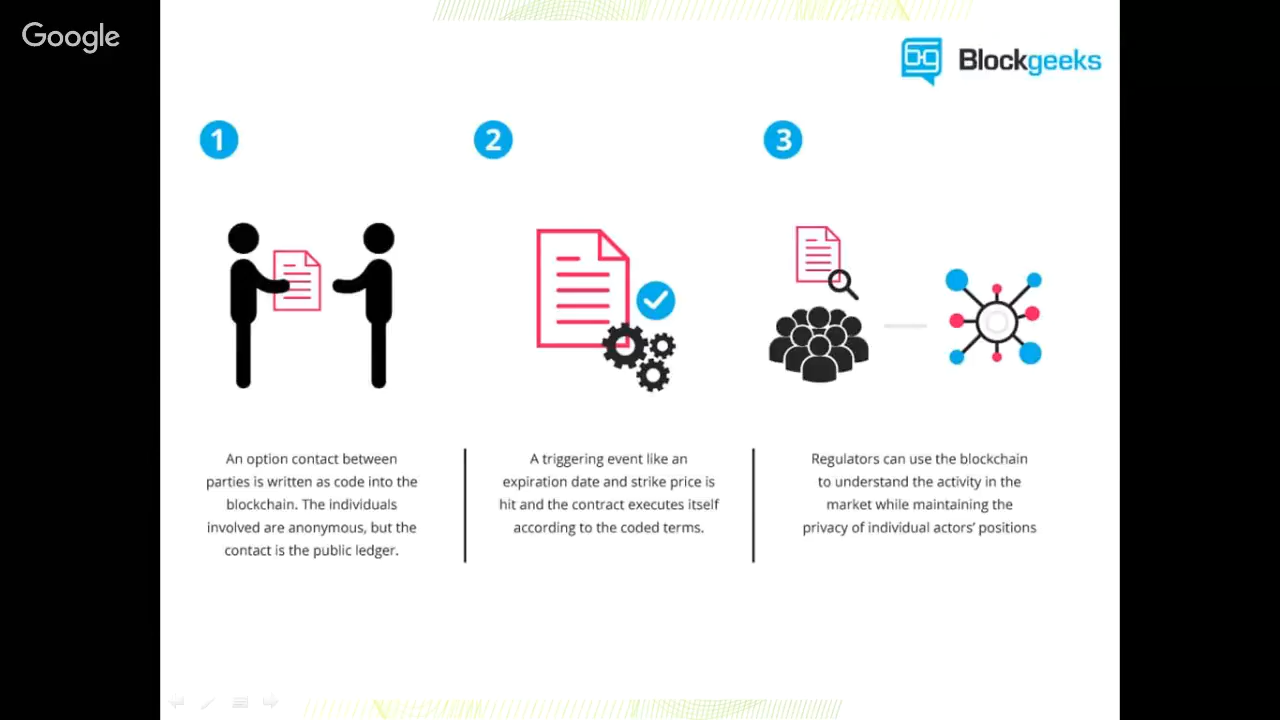 Google
Blockgeeks
1
2
3
An option contact between
parties is written as code into the
blockchain. The individuals
involved are anonymous, but the
contact is the public ledger.
A triggering event like an
expiration date and strike price is
hit and the contract executes itself
according to the coded terms.
Regulators can use the blockchain
to understand the activity in the
market while maintaining the
privacy of individual actors' positions